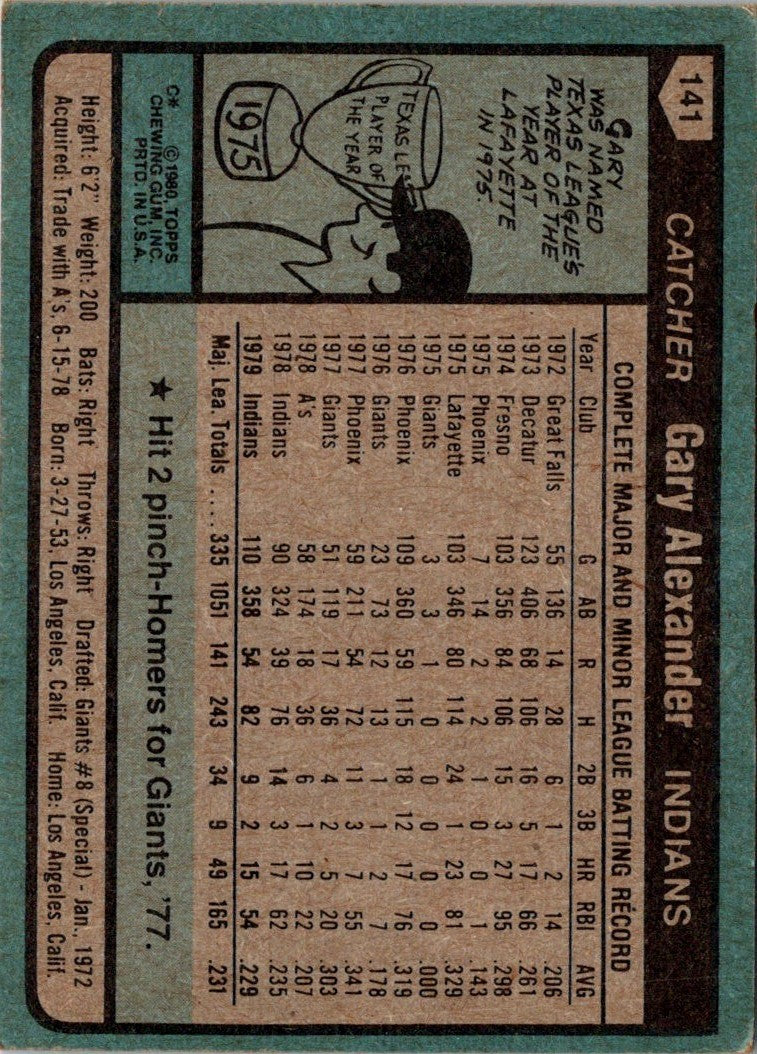 141
CATCHER Gary Alexander INDIANS
GARY
WAS NAMED
TEXAS LEAGUE'S
PLAYER OF THE
YEAR AT
LAFAYETTE
IN 1975.
TEXAS LE
PLAYER OF
THE YEAR
1975
C* © 1980, TOPPS
CHEWING GUM, INC.
PRTD. IN U.S.A.
COMPLETE MAJOR AND MINOR LEAGUE BATTING RECORD
Year Club G AB R H 2B 3B HR RBI AVG
1972 Great Falls 55 136 14 28 6 1 2 14 .206
1973 Decatur 123 406 68 106 16 5 17 66 .261
1974 Fresno 103 356 84 106 15 3 27 95 .298
1975 Phoenix 7 14 2 2 1 0 0 1 .143
1975 Lafayette 103 346 80 114 24 1 23 81 .329
1975 Giants 3 3 1 0 0 0 0 0 .000
1976 Phoenix 109 360 59 115 18 12 17 76 .319
1976 Giants 23 73 12 13 1 1 2 7 .178
1977 Phoenix 59 211 54 72 11 3 7 55 .341
1977 Giants 51 119 17 36 4 2 5 20 .303
1978 A's 58 174 18 36 6 1 10 22 .207
1978 Indians 90 324 39 76 14 3 17 62 .235
1979 Indians 110 358 54 82 9 2 15 54 .229
Maj. Lea. Totals .... 335 1051 141 243 34 9 49 165 .231
★ Hit 2 pinch-Homers for Giants, '77.
Height: 6'2" Weight: 200 Bats: Right Throws: Right Drafted: Giants #8 (Special) - Jan., 1972
Acquired: Trade with A's, 6-15-78 Born: 3-27-53, Los Angeles, Calif. Home: Los Angeles, Calif.